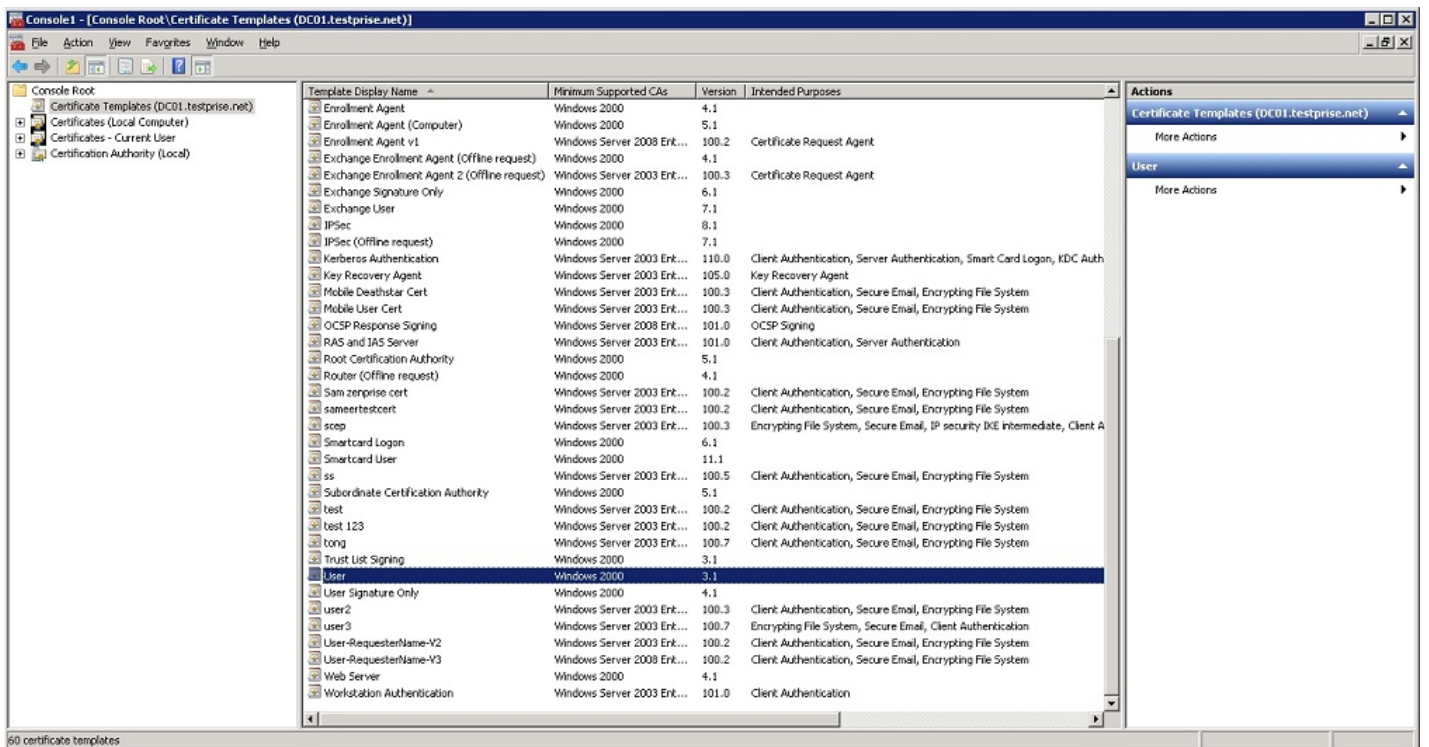 Console1 - [Console Root\Certificate Templates (DC01.testprise.net)]
File Action View Favorites Window Help
Console Root
Certificate Templates (DC01.testprise.net)
Certificates (Local Computer)
Certificates - Current User
Certification Authority (Local)
Template Display Name Minimum Supported CAs Version Intended Purposes
Enrollment Agent Windows 2000 4.1
Enrollment Agent (Computer) Windows 2000 5.1
Enrollment Agent v1 Windows Server 2008 Ent... 100.2 Certificate Request Agent
Exchange Enrollment Agent (Offline request) Windows 2000 4.1
Exchange Enrollment Agent 2 (Offline request) Windows Server 2003 Ent... 100.3 Certificate Request Agent
Exchange Signature Only Windows 2000 6.1
Exchange User Windows 2000 7.1
IPSec Windows 2000 8.1
IPSec (Offline request) Windows 2000 7.1
Kerberos Authentication Windows Server 2003 Ent... 110.0 Client Authentication, Server Authentication, Smart Card Logon, KDC Auth
Key Recovery Agent Windows Server 2003 Ent... 105.0 Key Recovery Agent
Mobile Deathstar Cert Windows Server 2003 Ent... 100.3 Client Authentication, Secure Email, Encrypting File System
Mobile User Cert Windows Server 2003 Ent... 100.3 Client Authentication, Secure Email, Encrypting File System
OCSP Response Signing Windows Server 2008 Ent... 101.0 OCSP Signing
RAS and IAS Server Windows Server 2003 Ent... 101.0 Client Authentication, Server Authentication
Root Certification Authority Windows 2000 5.1
Router (Offline request) Windows 2000 4.1
Sam zenprise cert Windows Server 2003 Ent... 100.2 Client Authentication, Secure Email, Encrypting File System
sameertestcert Windows Server 2003 Ent... 100.2 Client Authentication, Secure Email, Encrypting File System
scep Windows Server 2003 Ent... 100.3 Encrypting File System, Secure Email, IP security IKE intermediate, Client A
Smartcard Logon Windows 2000 6.1
Smartcard User Windows 2000 11.1
ss Windows Server 2003 Ent... 100.5 Client Authentication, Secure Email, Encrypting File System
Subordinate Certification Authority Windows 2000 5.1
test Windows Server 2003 Ent... 100.2 Client Authentication, Secure Email, Encrypting File System
test 123 Windows Server 2003 Ent... 100.2 Client Authentication, Secure Email, Encrypting File System
tong Windows Server 2003 Ent... 100.7 Client Authentication, Secure Email, Encrypting File System
Trust List Signing Windows 2000 3.1
User Windows 2000 3.1
User Signature Only Windows 2000 4.1
user2 Windows Server 2003 Ent... 100.3 Client Authentication, Secure Email, Encrypting File System
user3 Windows Server 2003 Ent... 100.7 Encrypting File System, Secure Email, Client Authentication
User-RequesterName-V2 Windows Server 2003 Ent... 100.2 Client Authentication, Secure Email, Encrypting File System
User-RequesterName-V3 Windows Server 2008 Ent... 100.2 Client Authentication, Secure Email, Encrypting File System
Web Server Windows 2000 4.1
Workstation Authentication Windows Server 2003 Ent... 101.0 Client Authentication
Actions
Certificate Templates (DC01.testprise.net)
More Actions
User
More Actions
60 certificate templates